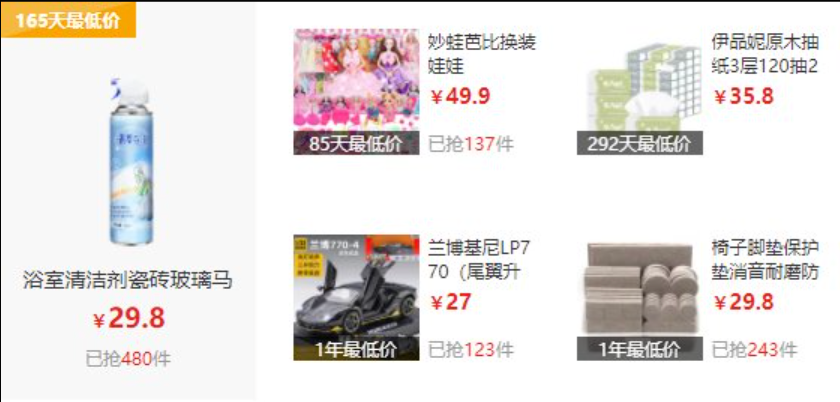 165天最低价
浴室清洁剂瓷砖玻璃马
￥29.8
已抢480件
85天最低价
妙蛙芭比换装
娃娃
￥49.9
已抢137件
292天最低价
伊品妮原木抽
纸3层120抽2
￥35.8
兰博770-4
1年最低价
兰博基尼LP7
70（尾翼升
￥27
已抢123件
1年最低价
椅子脚垫保护
垫消音耐磨防
￥29.8
已抢243件